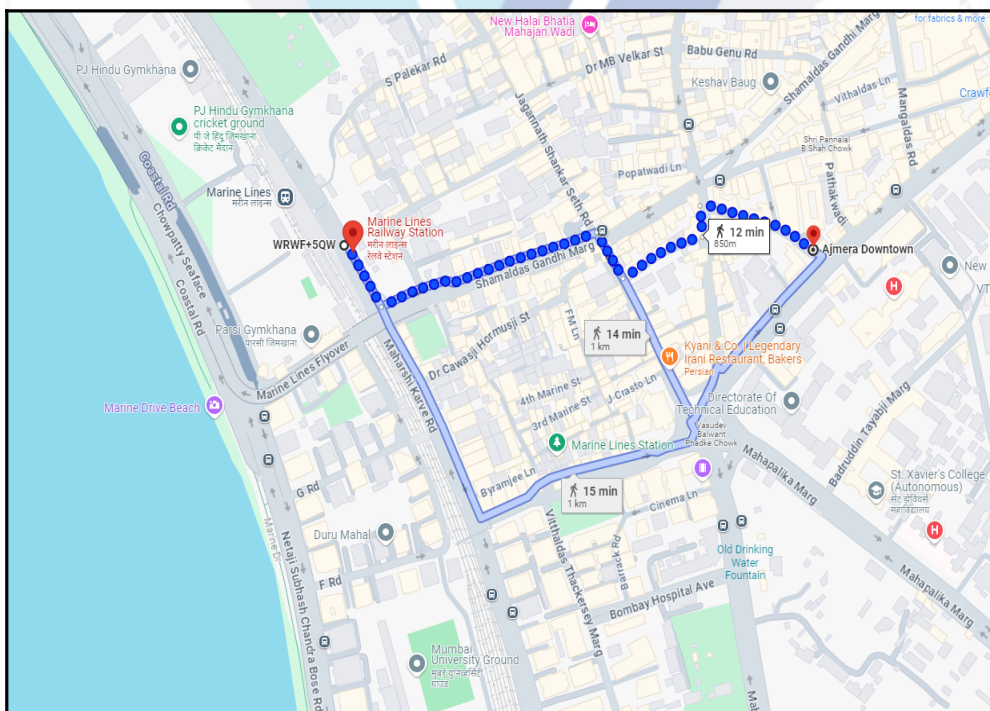 for fabrics & more
New Halai Bhatia
Mahajan Wadi
Babu Genu Rd
Dr MB Velkar St
S Palekar Rd
Shamaldas Gandhi Marg
PJ Hindu Gymkhana
Keshav Baug
Vithaldas Ln
Mangaldas Rd
Crawf
PJ Hindu Gymkhana
cricket ground
पी जे हिंदू जिमखाना
क्रिकेट मैदान
Jagannath Shankar Seth Rd
Shri Pannalal
B Shah Chowk
Coastal Rd
Chowpatty Seaface
Coastal Rd
Popatwadi Ln
Pathakwadi
Marine Lines
मरीन लाइन्स
Marine Lines
Railway Station
मरीन लाइन्स
रेलवे स्टेशन
WRWF+5QW
12 min
850m
Ajmera Downtown
Shamaldas Gandhi Marg
New
VIT
H
Parsi Gymkhana
पारसी जिमखाना
Marine Lines Flyover
Maharshi Karve Rd
Dr Cawasji Hormusji St
FM Ln
14 min
1 km
Kyani & Co | Legendary
Irani Restaurant, Bakers
Persian
4th Marine St
3rd Marine St
J Crasto Ln
Directorate Of
Technical Education
Marine Drive Beach
Vasudev
Balwant
Phadke Chowk
Marine Lines Station
Badruddin Tayabji Marg
Mahapalika Marg
Byramjee Ln
15 min
1 km
Cinema Ln
St. Xavier's College
(Autonomous)
सेंट झेवियर्स
महाविद्यालय
G Rd
Marine Dr
Duru Mahal
Vitthaldas Thackersey Marg
Barrack Rd
Old Drinking
Water
Fountain
H
Mahapalika Marg
Netaji Subhash Chandra Bose Rd
F Rd
Bombay Hospital Ave
Mumbai
University Ground
मुंबई युनिव्हर्सिटी
Mah